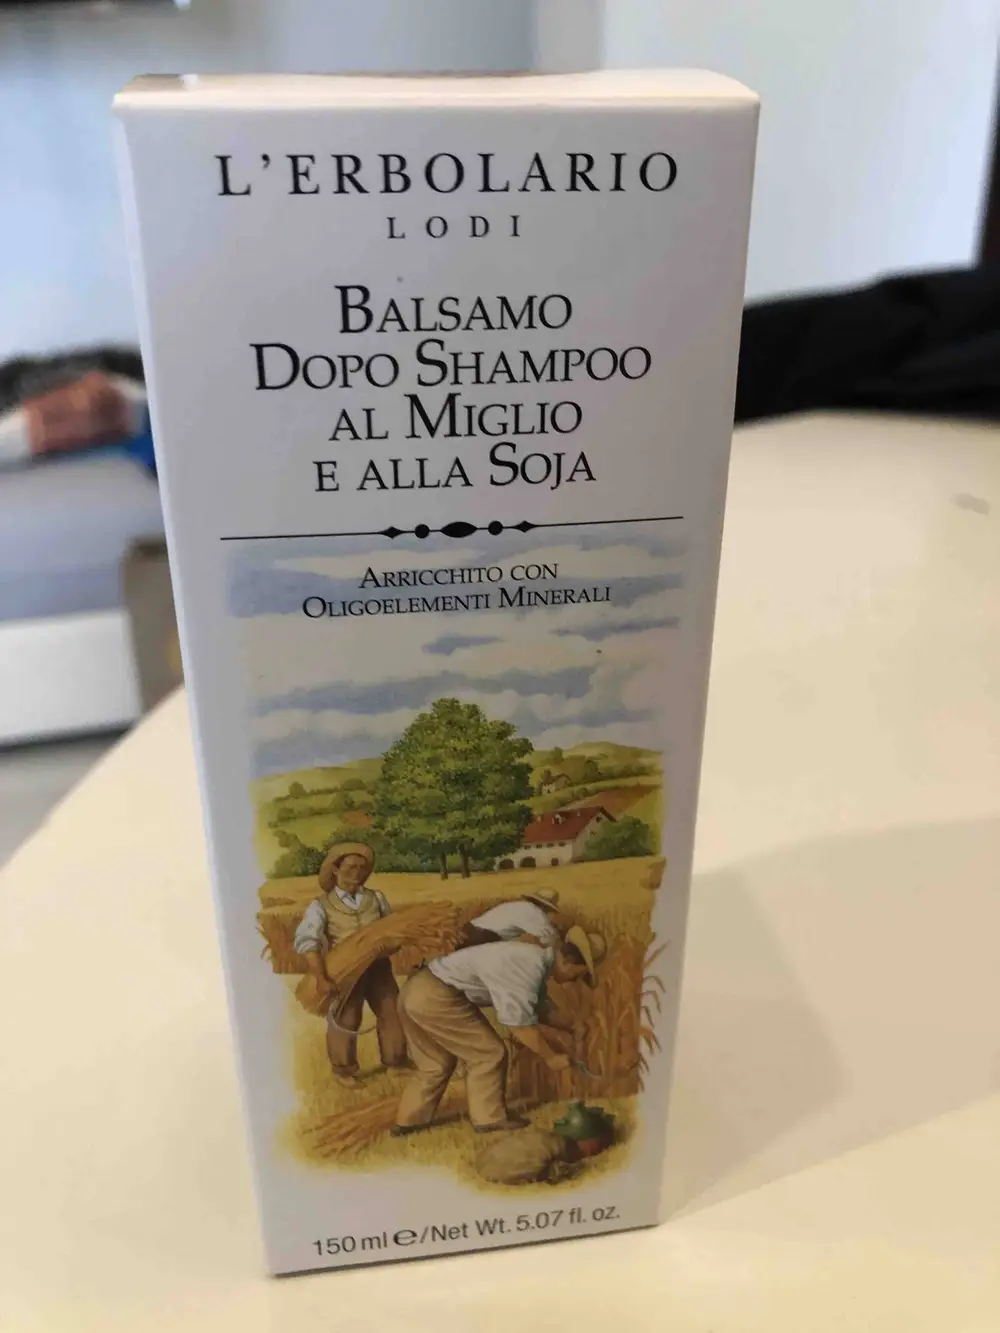 L'ERBOLARIO
LODI
BALSAMO
DOPO SHAMPOO
AL MIGLIO
E ALLA SOJA
ARRICCHITO CON
OLIGOELEMENTI MINERALI
150 ml ℮/Net Wt. 5.07 fl. oz.